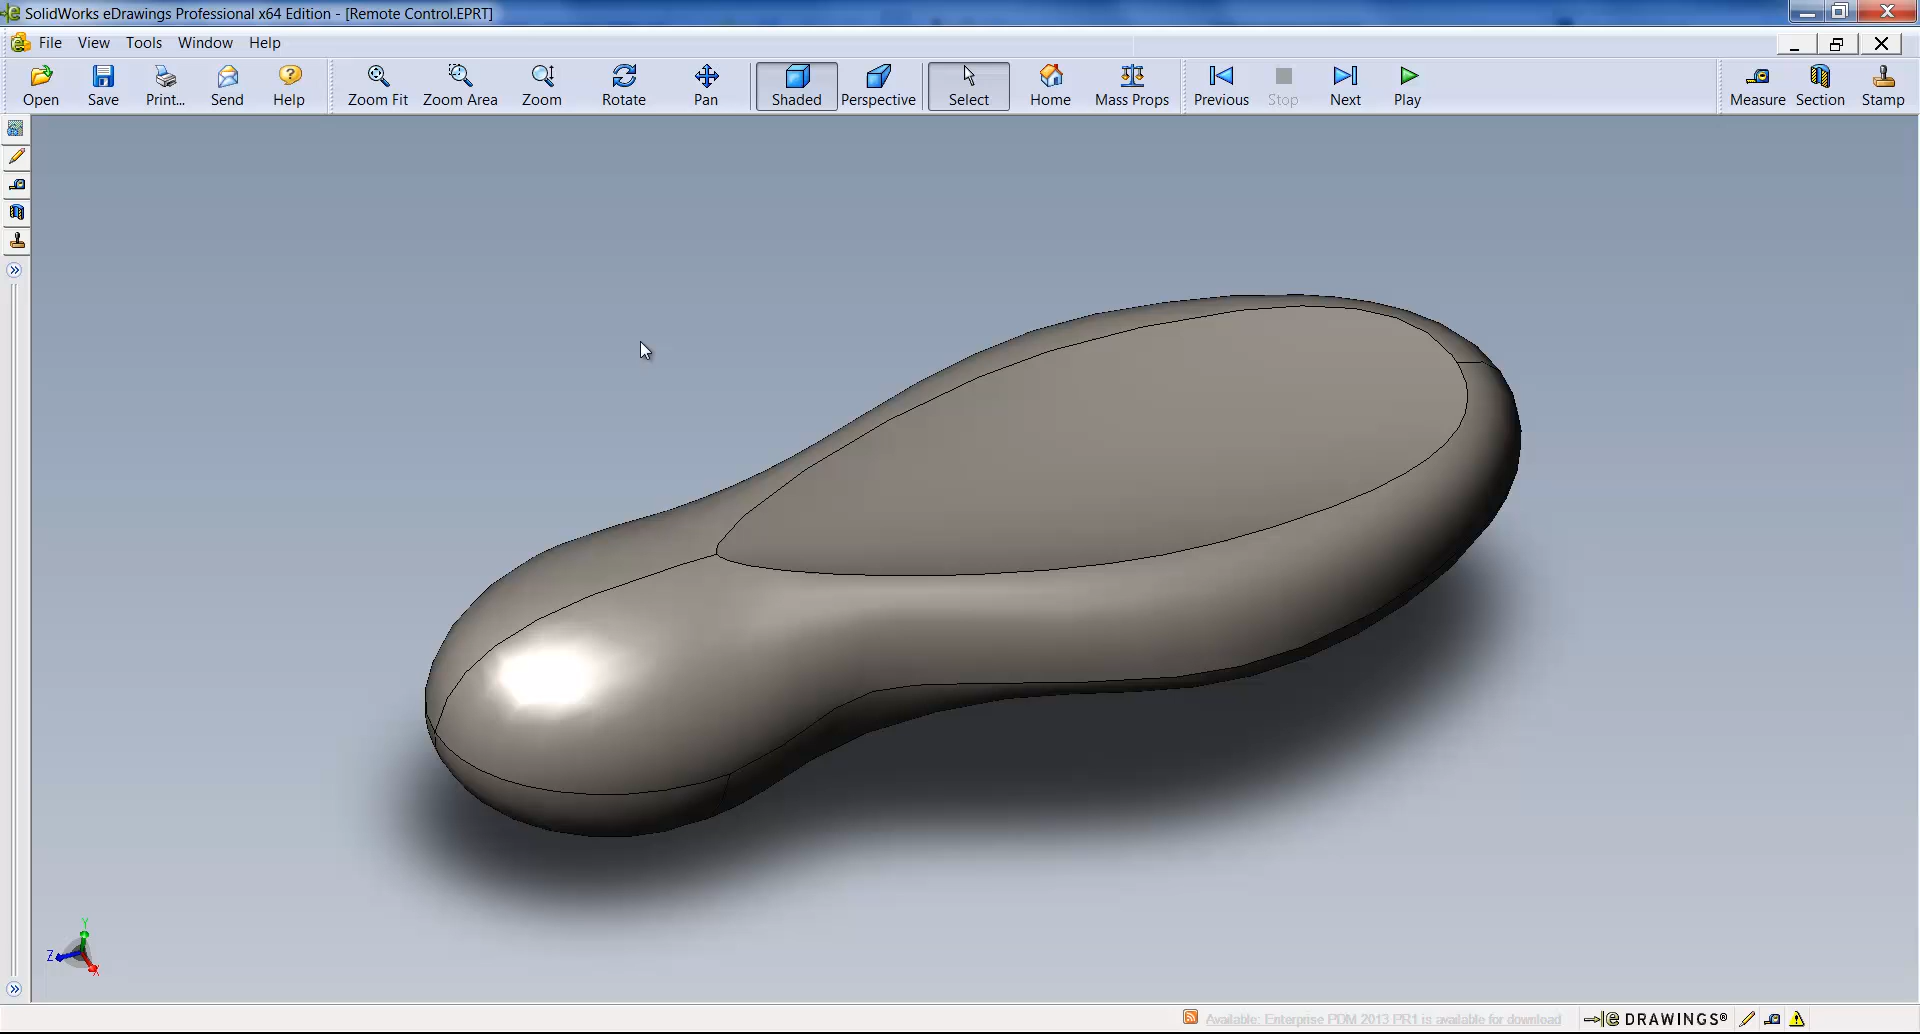 SolidWorks eDrawings Professional x64 Edition - [Remote Control.EPRT]
File View Tools Window Help
Open Save Print... Send Help Zoom Fit Zoom Area Zoom Rotate Pan Shaded Perspective Select Home Mass Props Previous Stop Next Play Measure Section Stamp
Y
Z
X
Available: Enterprise PDM 2013 PR1 is available for download
e DRAWINGS®